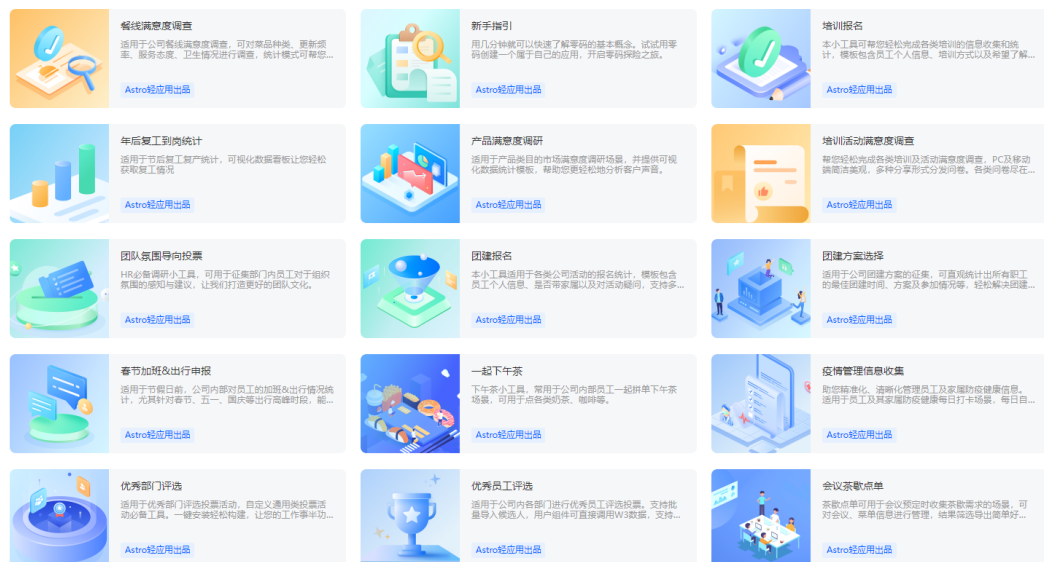 餐线满意度调查
适用于公司餐线满意度调查，可对菜品种类、更新频
率、服务态度、卫生情况进行调查，统计模式可帮您...
Astro轻应用出品
新手指引
用几分钟就可以快速了解零码的基本概念。试试用零
码创建一个属于自己的应用，开启零码探险之旅。
Astro轻应用出品
培训报名
本小工具可帮您轻松完成各类培训的信息收集和统
计，模板包含员工个人信息、培训方式以及希望了解...
Astro轻应用出品
年后复工到岗统计
适用于节后复工复产统计，可视化数据看板让您轻松
获取复工情况
Astro轻应用出品
产品满意度调研
适用于产品类目的市场满意度调研场景，并提供可视
化数据统计模板，帮助您更轻松地分析客户声音。
Astro轻应用出品
培训活动满意度调查
帮您轻松完成各类培训及活动满意度调查，PC及移动
端简洁美观，多种分享形式分发问卷。各类问卷尽在...
Astro轻应用出品
团队氛围导向投票
HR必备调研小工具，可用于征集部门内员工对于组织
氛围的感知与建议，让我们打造更好的团队文化。
Astro轻应用出品
团建报名
本小工具适用于各类公司活动的报名统计，模板包含
员工个人信息、是否带家属以及对活动疑问，支持多...
Astro轻应用出品
团建方案选择
适用于公司团建方案的征集，可直观统计出所有职工
的最佳团建时间、方案及参加情况等，轻松解决团建...
Astro轻应用出品
春节加班&出行申报
适用于节假日前，公司内部对员工的加班&出行情况统
计，尤其针对春节、五一、国庆等出行高峰时段，能...
Astro轻应用出品
一起下午茶
下午茶小工具，常用于公司内部员工一起拼单下午茶
场景，可用于点各类奶茶、咖啡等。
Astro轻应用出品
疫情管理信息收集
助您精准化、清晰化管理员工及家属防疫健康信息。
适用于员工及其家属防疫健康每日打卡场景，每日自...
Astro轻应用出品
优秀部门评选
适用于优秀部门评选投票活动，自定义通用类投票活
动必备工具。一键安装轻松构建，让您的工作事半功...
Astro轻应用出品
优秀员工评选
适用于公司内各部门进行优秀员工评选投票。支持批
量导入候选人，用户组件可直接调用W3数据，支持...
Astro轻应用出品
会议茶歇点单
茶歇点单可用于会议预定时收集茶歇需求的场景，可
对会议、菜单信息进行管理，结果筛选导出简单好...
Astro轻应用出品